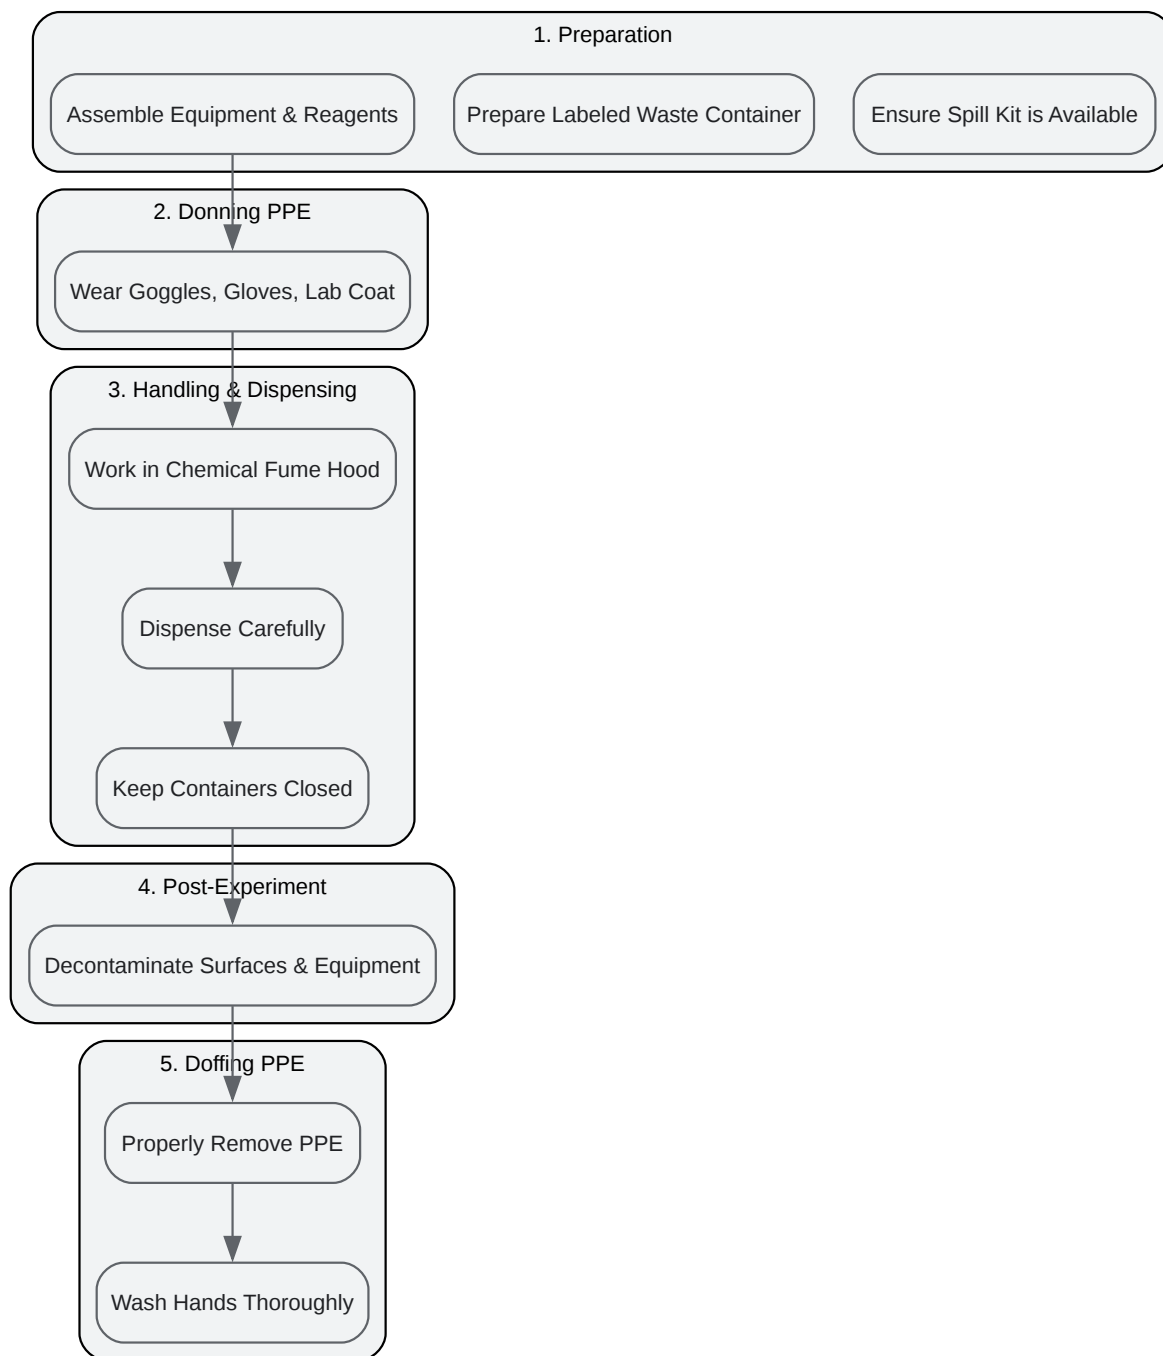 1. Preparation
Assemble Equipment & Reagents
Prepare Labeled Waste Container
Ensure Spill Kit is Available
2. Donning PPE
Wear Goggles, Gloves, Lab Coat
3. Handling & Dispensing
Work in Chemical Fume Hood
Dispense Carefully
Keep Containers Closed
4. Post-Experiment
Decontaminate Surfaces & Equipment
5. Doffing PPE
Properly Remove PPE
Wash Hands Thoroughly